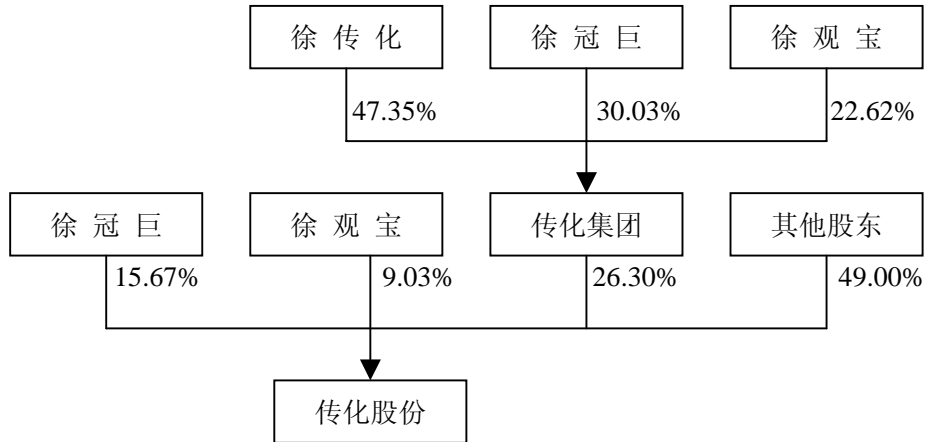 徐 传 化 徐 冠 巨 徐 观 宝
47.35% 30.03% 22.62%
徐 冠 巨 徐 观 宝 传化集团 其他股东
15.67% 9.03% 26.30% 49.00%
传化股份